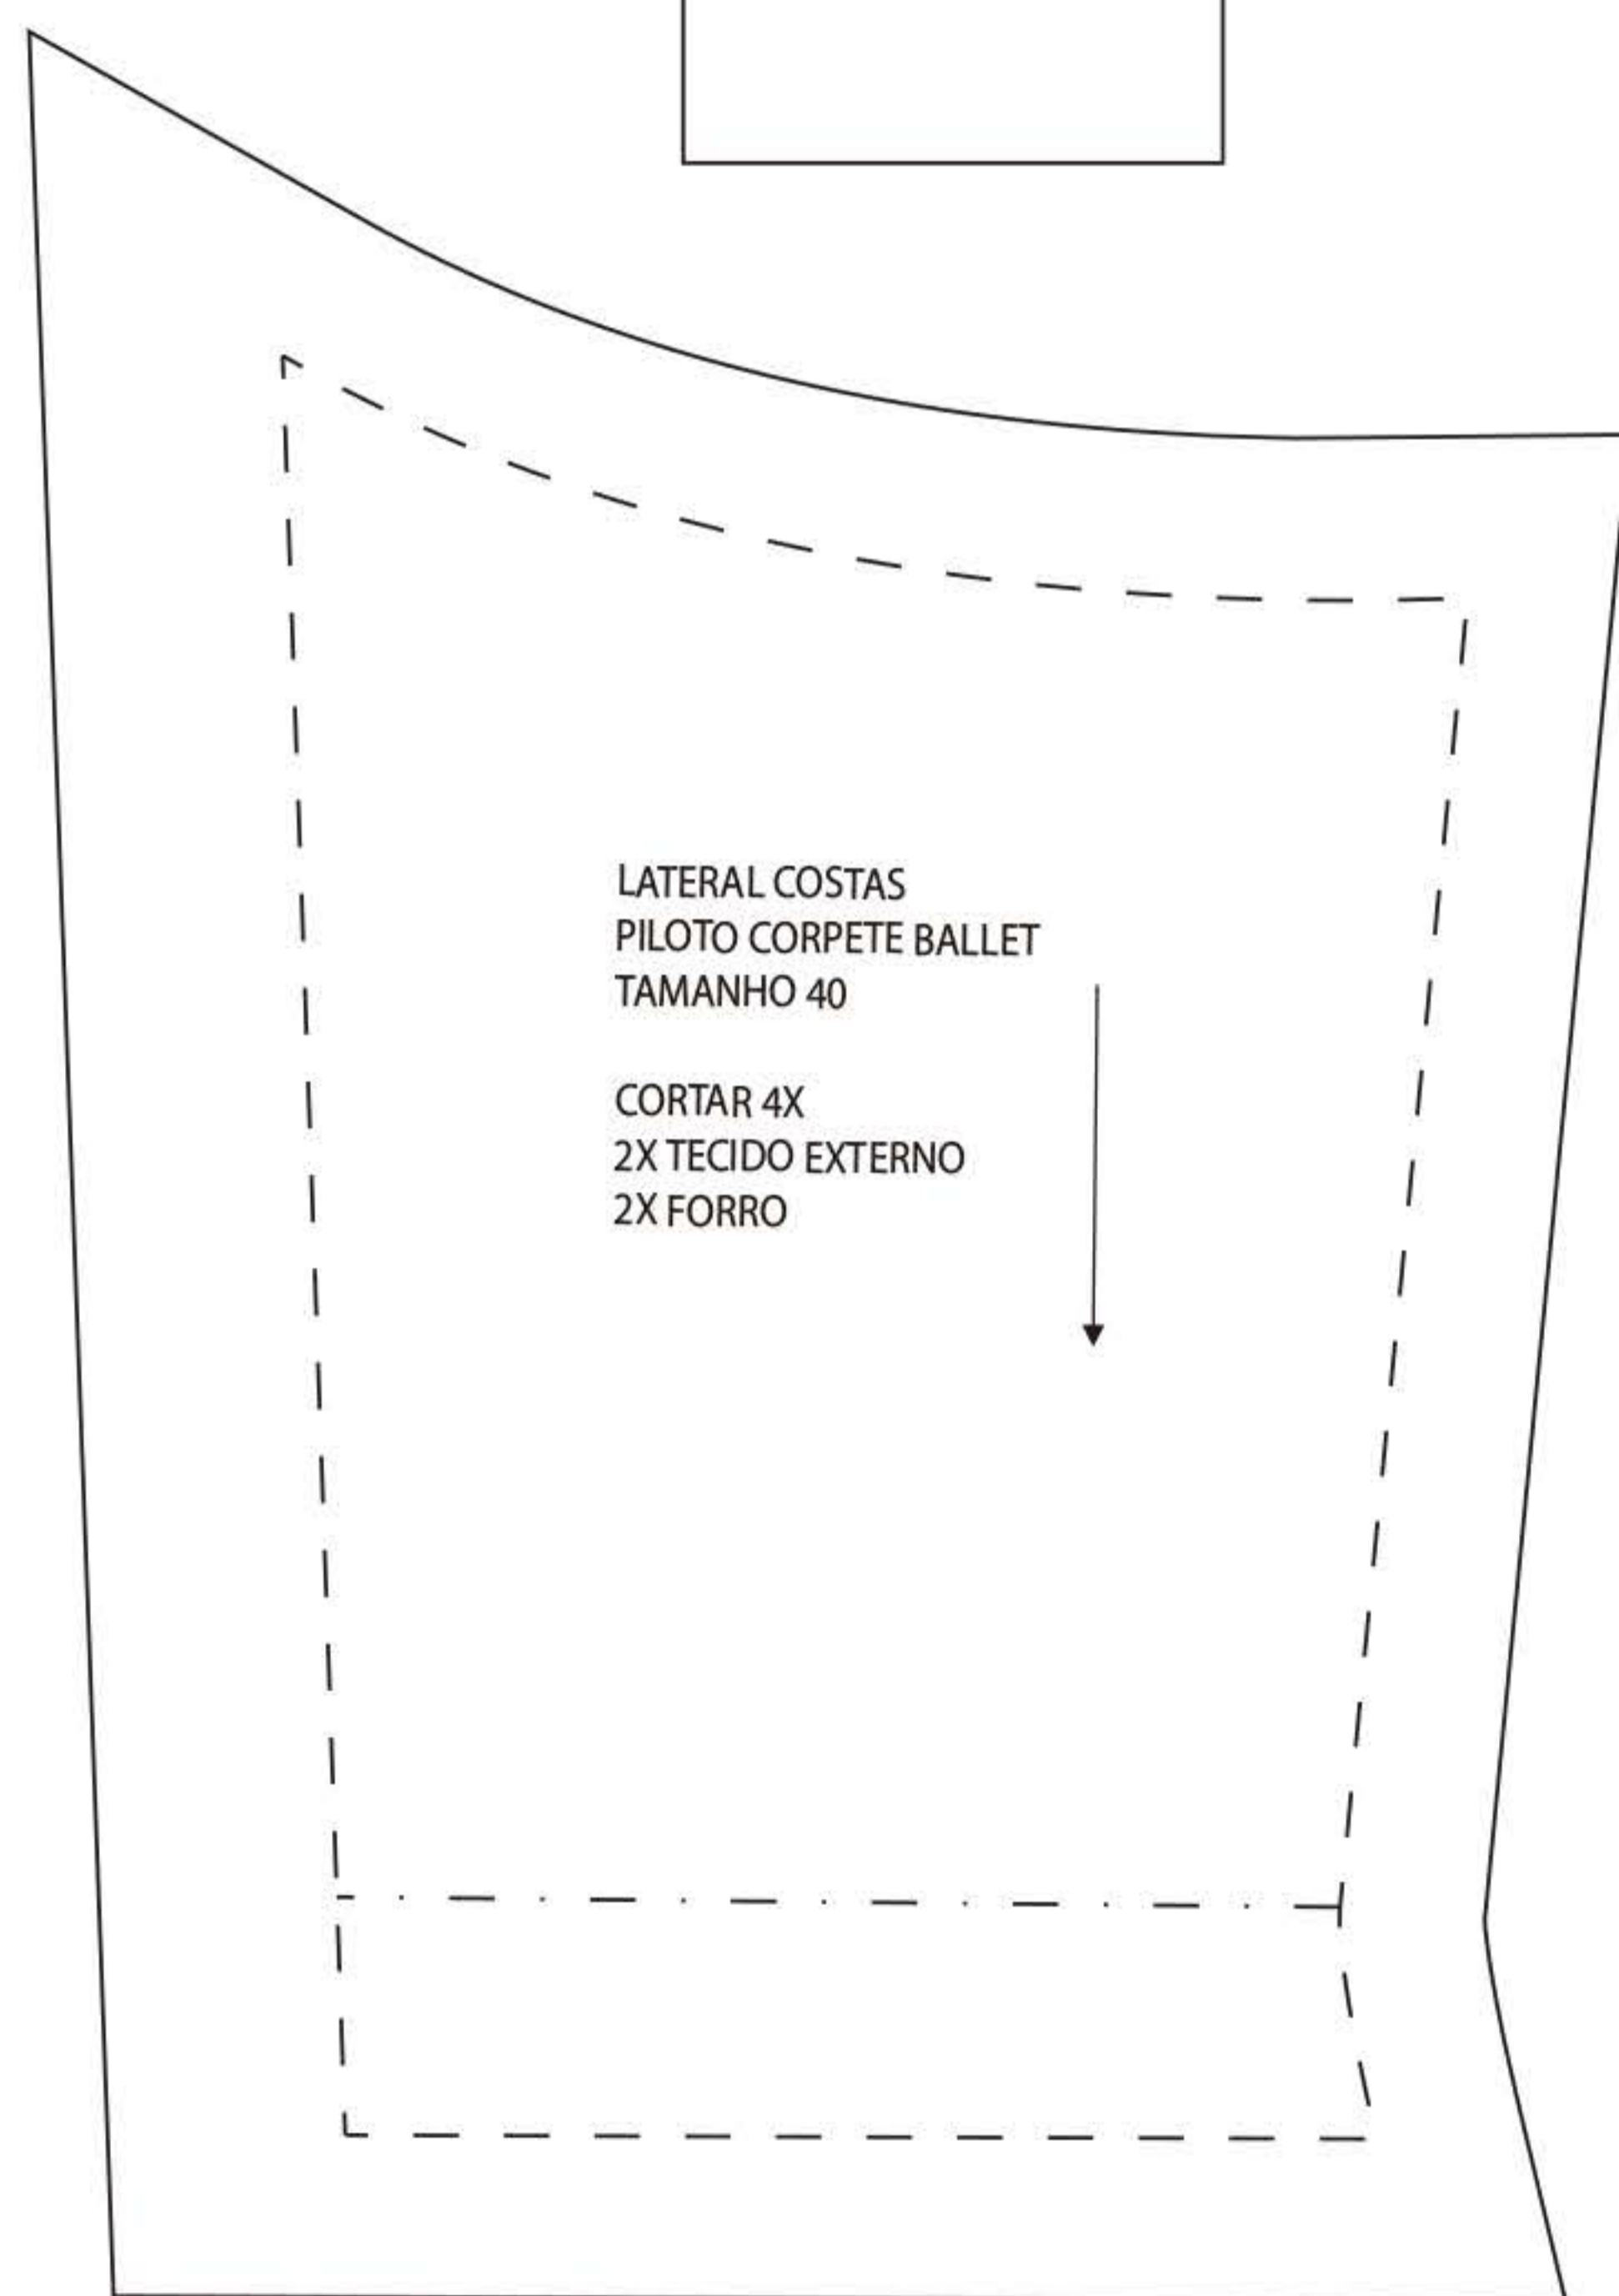 LATERAL COSTAS
PILOTO CORPETE BALLET
TAMANHO 40
CORTAR 4X
2X TECIDO EXTERNO
2X FORRO